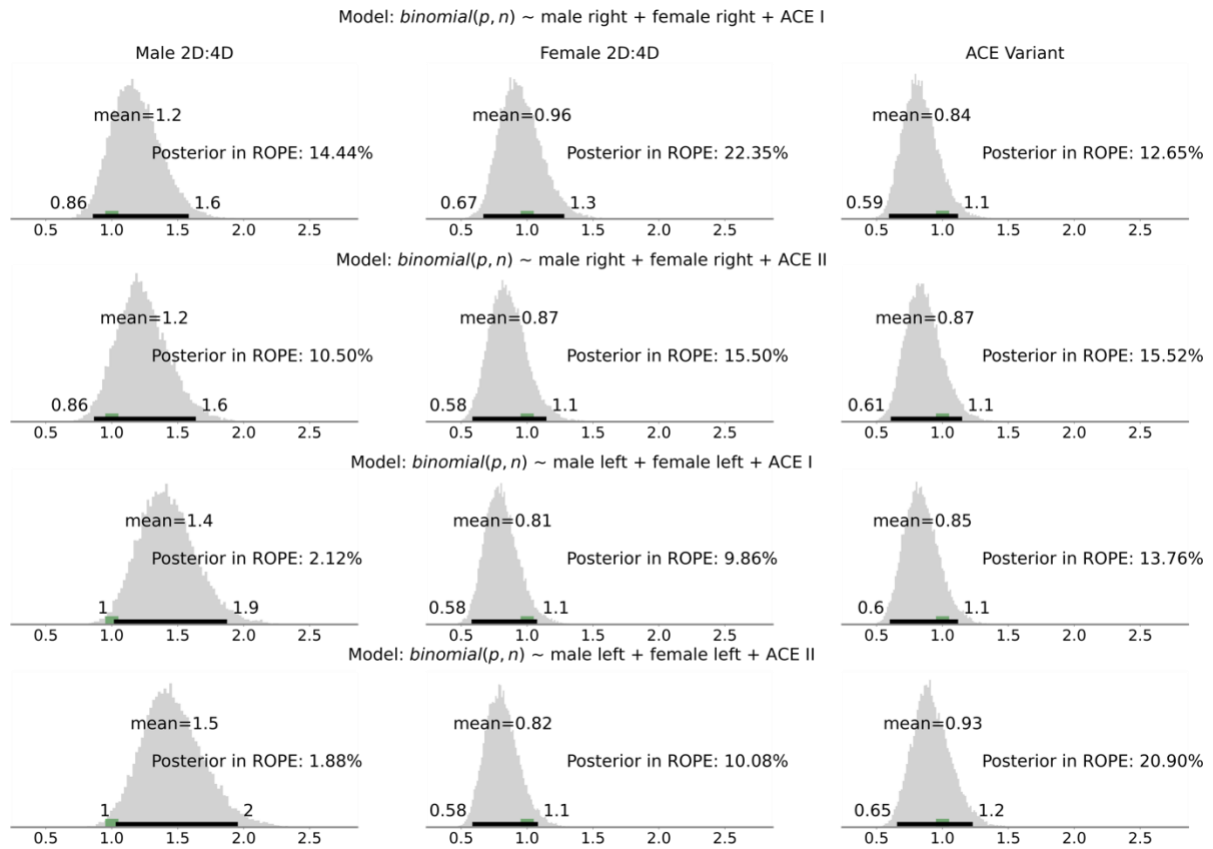 Model: binomial(p, n) ~ male right + female right + ACE I
Male 2D:4D Female 2D:4D ACE Variant
mean=1.2 mean=0.96 mean=0.84
Posterior in ROPE: 14.44% Posterior in ROPE: 22.35% Posterior in ROPE: 12.65%
0.86 1.6 0.67 1.3 0.59 1.1
0.5 1.0 1.5 2.0 2.5 0.5 1.0 1.5 2.0 2.5 0.5 1.0 1.5 2.0 2.5
Model: binomial(p, n) ~ male right + female right + ACE II
mean=1.2 mean=0.87 mean=0.87
Posterior in ROPE: 10.50% Posterior in ROPE: 15.50% Posterior in ROPE: 15.52%
0.86 1.6 0.58 1.1 0.61 1.1
0.5 1.0 1.5 2.0 2.5 0.5 1.0 1.5 2.0 2.5 0.5 1.0 1.5 2.0 2.5
Model: binomial(p, n) ~ male left + female left + ACE I
mean=1.4 mean=0.81 mean=0.85
Posterior in ROPE: 2.12% Posterior in ROPE: 9.86% Posterior in ROPE: 13.76%
1 1.9 0.58 1.1 0.6 1.1
0.5 1.0 1.5 2.0 2.5 0.5 1.0 1.5 2.0 2.5 0.5 1.0 1.5 2.0 2.5
Model: binomial(p, n) ~ male left + female left + ACE II
mean=1.5 mean=0.82 mean=0.93
Posterior in ROPE: 1.88% Posterior in ROPE: 10.08% Posterior in ROPE: 20.90%
1 2 0.58 1.1 0.65 1.2
0.5 1.0 1.5 2.0 2.5 0.5 1.0 1.5 2.0 2.5 0.5 1.0 1.5 2.0 2.5